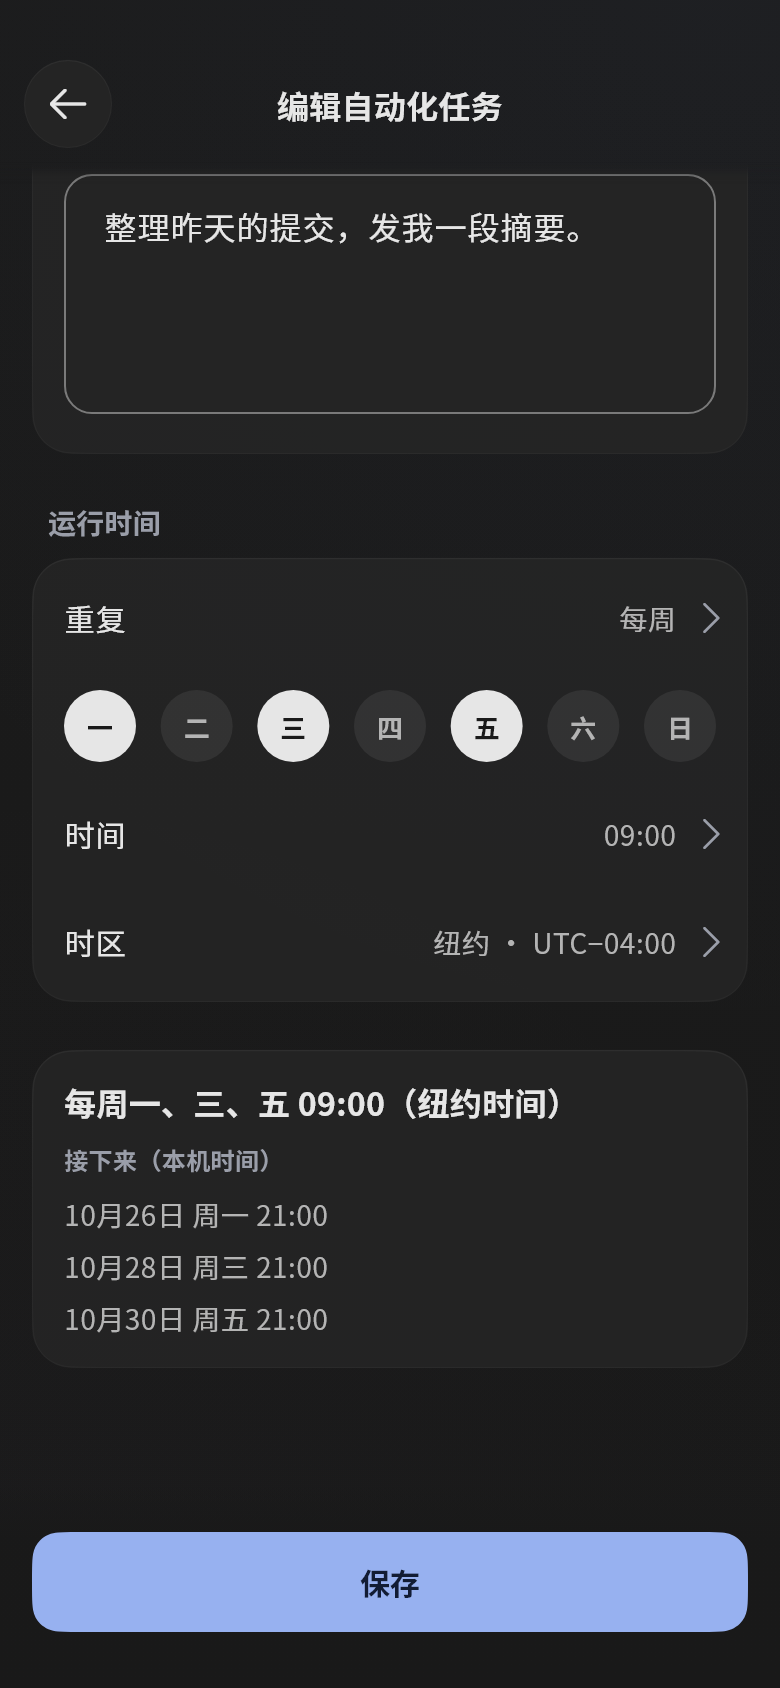 编辑自动化任务
整理昨天的提交，发我一段摘要。
运行时间
重复 每周
一 二 三 四 五 六 日
时间 09:00
时区 纽约 · UTC−04:00
每周一、三、五 09:00（纽约时间）
接下来（本机时间）
10月26日 周一 21:00
10月28日 周三 21:00
10月30日 周五 21:00
保存